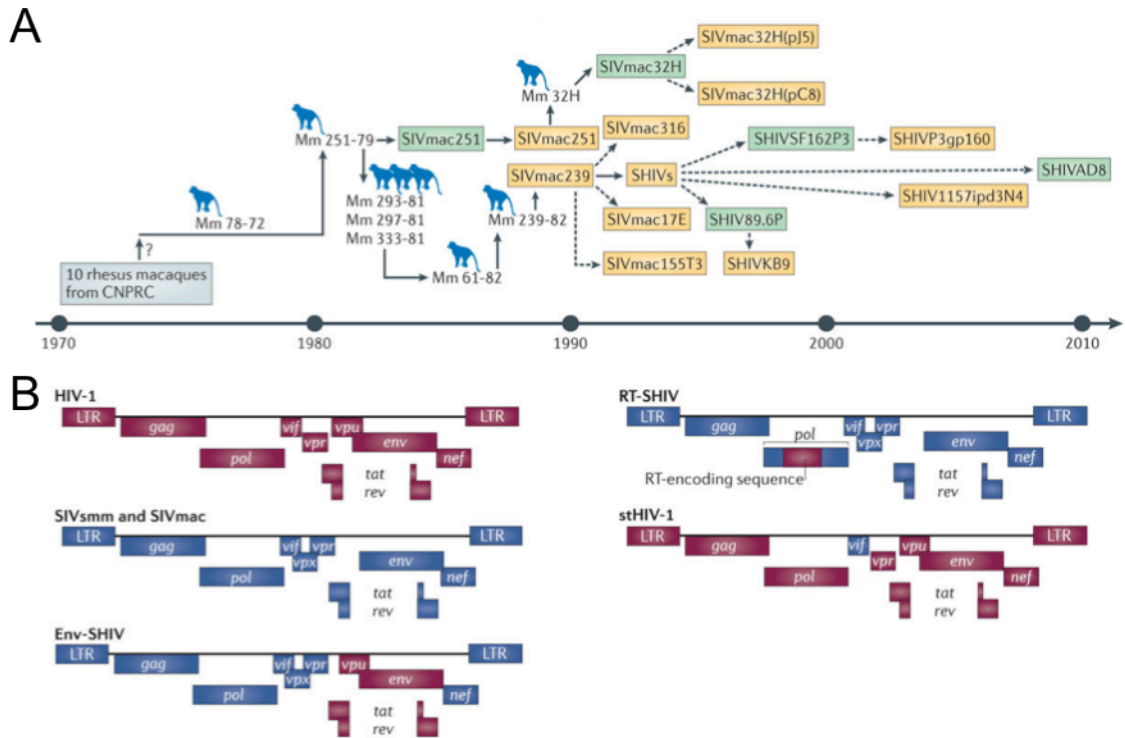 A
SIVmac32H(pJ5)
SIVmac32H
Mm 32H
SIVmac32H(pC8)
Mm 251-79
SIVmac251
SIVmac251
SIVmac316
SHIVSF162P3
SHIVP3gp160
SIVmac239
SHIVs
SHIVAD8
Mm 293-81
Mm 297-81
Mm 333-81
Mm 78-72
Mm 239-82
SIVmac17E
SHIV89.6P
SHIV1157ipd3N4
?
10 rhesus macaques
from CNPRC
Mm 61-82
SIVmac155T3
SHIVKB9
1970
1980
1990
2000
2010
B
HIV-1
LTR
LTR
gag
vif
vpu
vpr
env
pol
nef
tat
rev
SIVsmm and SIVmac
LTR
LTR
gag
vif
vpr
vpx
env
pol
nef
tat
rev
Env-SHIV
LTR
LTR
gag
vif
vpr
vpu
vpx
env
pol
nef
tat
rev
RT-SHIV
LTR
LTR
gag
vif
vpr
pol
vpx
env
nef
RT-encoding sequence
tat
rev
stHIV-1
LTR
LTR
gag
vif
vpu
vpr
env
pol
nef
tat
rev